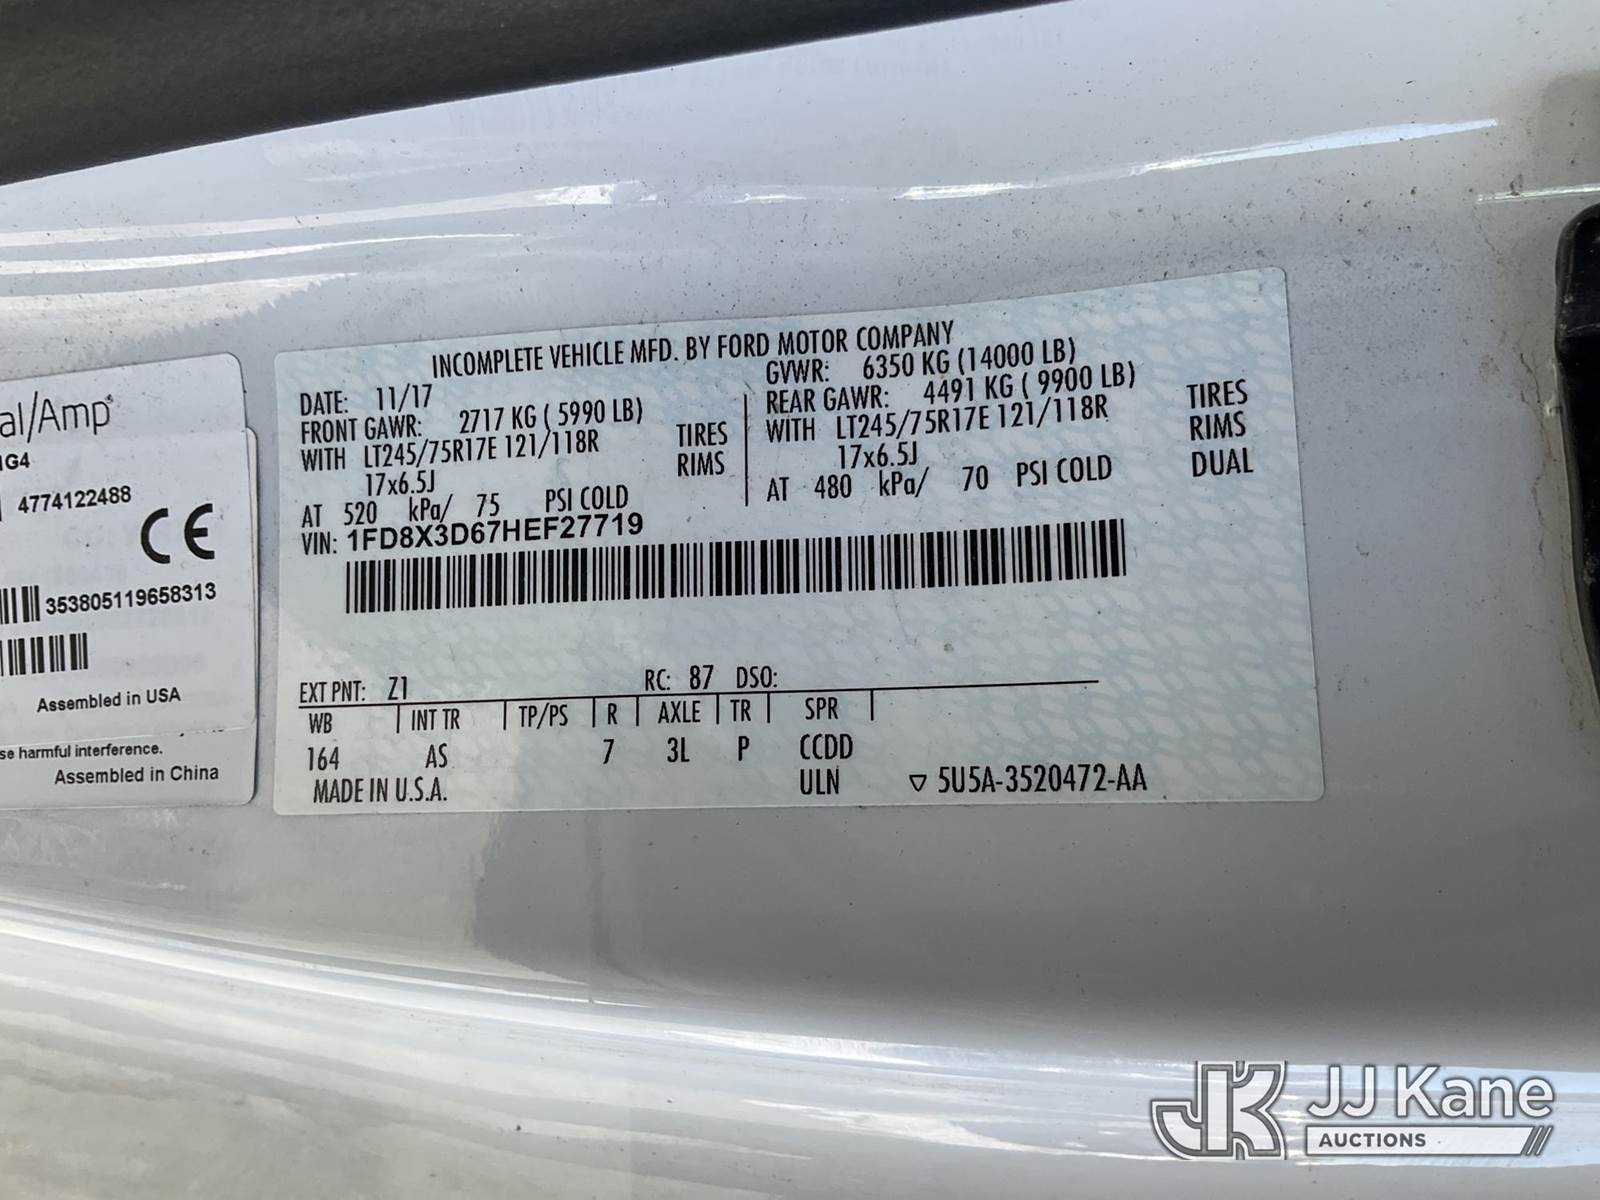 al/Amp
4774122488
CE
353805119658313
Assembled in USA
se harmful interference.
Assembled in China
INCOMPLETE VEHICLE MFD. BY FORD MOTOR COMPANY
DATE: 11/17
FRONT GAWR: 2717 KG ( 5990 LB)
WITH LT245/75R17E 121/118R TIRES
17x6.5J RIMS
AT 520 kPa/ 75 PSI COLD
GVWR: 6350 KG (14000 LB)
REAR GAWR: 4491 KG ( 9900 LB)
WITH LT245/75R17E 121/118R TIRES
17x6.5J RIMS
AT 480 kPa/ 70 PSI COLD DUAL
VIN: 1FD8X3D67HEF27719
EXT PNT: Z1 RC: 87 DSO:
WB INT TR TP/PS R AXLE TR SPR
164 AS 7 3L P CCDD
MADE IN U.S.A. ULN ▽ 5U5A-3520472-AA
JK JJ Kane
AUCTIONS